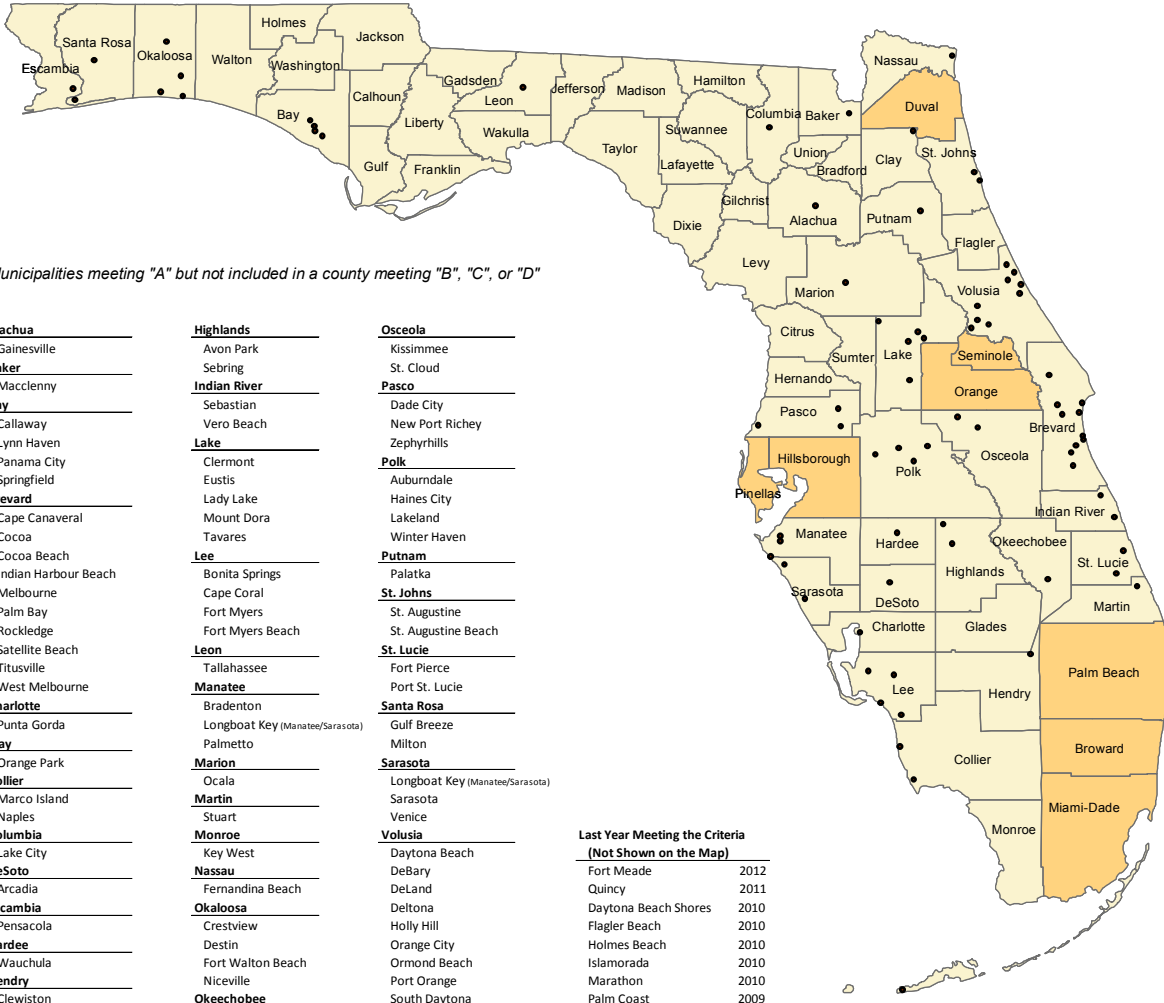 Holmes
Jackson
Santa Rosa
Okaloosa
Walton
Washington
Escambia
Calhoun
Bay
Gulf
Liberty
Franklin
Gadsden
Leon
Wakulla
Jefferson
Madison
Taylor
Hamilton
Suwannee
Lafayette
Dixie
Columbia
Baker
Union
Bradford
Gilchrist
Alachua
Levy
Nassau
Duval
Clay
St. Johns
Putnam
Flagler
Marion
Volusia
Citrus
Sumter
Lake
Hernando
Pasco
Seminole
Orange
Brevard
Osceola
Polk
Hillsborough
Pinellas
Indian River
Manatee
Hardee
Highlands
Okeechobee
St. Lucie
Sarasota
DeSoto
Martin
Charlotte
Glades
Lee
Hendry
Palm Beach
Collier
Broward
Monroe
Miami-Dade
unicipalities meeting "A" but not included in a county meeting "B", "C", or "D"
achua
Gainesville
ker
Macclenny
ay
Callaway
Lynn Haven
Panama City
Springfield
evard
Cape Canaveral
Cocoa
Cocoa Beach
Indian Harbour Beach
Melbourne
Palm Bay
Rockledge
Satellite Beach
Titusville
West Melbourne
harlotte
Punta Gorda
ay
Orange Park
ollier
Marco Island
Naples
olumbia
Lake City
eSoto
Arcadia
scambia
Pensacola
ardee
Wauchula
endry
Clewiston
Highlands
Avon Park
Sebring
Indian River
Sebastian
Vero Beach
Lake
Clermont
Eustis
Lady Lake
Mount Dora
Tavares
Lee
Bonita Springs
Cape Coral
Fort Myers
Fort Myers Beach
Leon
Tallahassee
Manatee
Bradenton
Longboat Key (Manatee/Sarasota)
Palmetto
Marion
Ocala
Martin
Stuart
Monroe
Key West
Nassau
Fernandina Beach
Okaloosa
Crestview
Destin
Fort Walton Beach
Niceville
Okeechobee
Osceola
Kissimmee
St. Cloud
Pasco
Dade City
New Port Richey
Zephyrhills
Polk
Auburndale
Haines City
Lakeland
Winter Haven
Putnam
Palatka
St. Johns
St. Augustine
St. Augustine Beach
St. Lucie
Fort Pierce
Port St. Lucie
Santa Rosa
Gulf Breeze
Milton
Sarasota
Longboat Key (Manatee/Sarasota)
Sarasota
Venice
Volusia
Daytona Beach
DeBary
DeLand
Deltona
Holly Hill
Orange City
Ormond Beach
Port Orange
South Daytona
Last Year Meeting the Criteria
(Not Shown on the Map)
Fort Meade 2012
Quincy 2011
Daytona Beach Shores 2010
Flagler Beach 2010
Holmes Beach 2010
Islamorada 2010
Marathon 2010
Palm Coast 2009